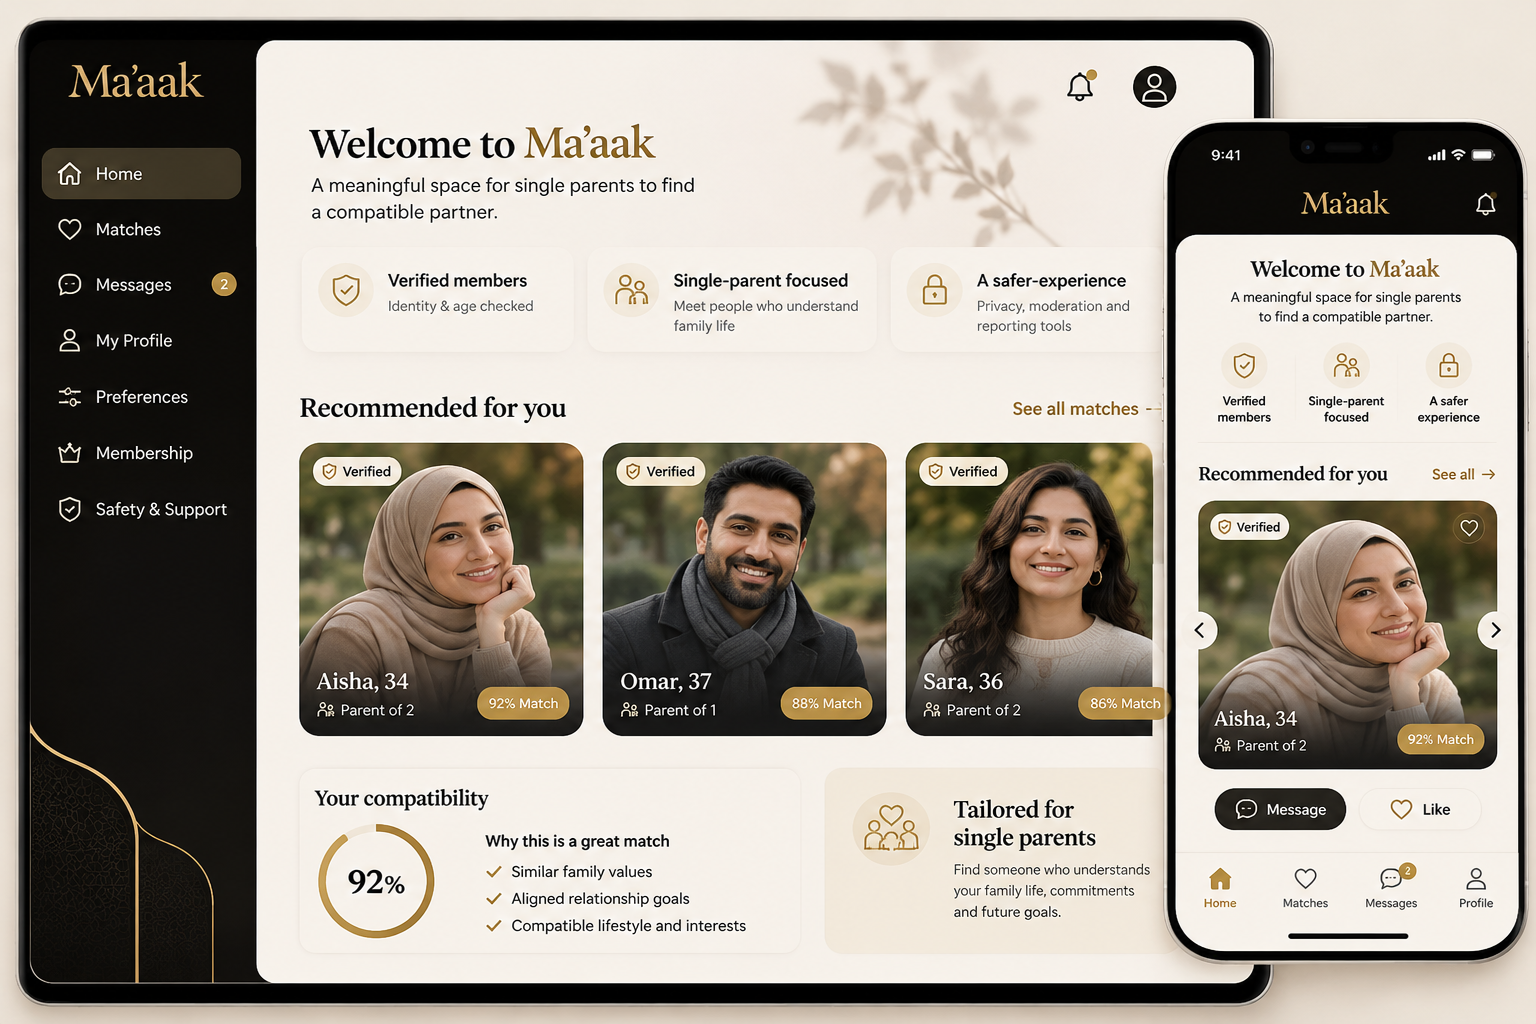 Ma'aak
Home
Matches
Messages
2
My Profile
Preferences
Membership
Safety & Support
Welcome to Ma'aak
A meaningful space for single parents to find
a compatible partner.
Verified members
Identity & age checked
Single-parent focused
Meet people who understand
family life
A safer-experience
Privacy, moderation and
reporting tools
Recommended for you
See all matches
Verified
Aisha, 34
Parent of 2
92% Match
Verified
Omar, 37
Parent of 1
88% Match
Verified
Sara, 36
Parent of 2
86% Match
Your compatibility
92%
Why this is a great match
Similar family values
Aligned relationship goals
Compatible lifestyle and interests
Tailored for
single parents
Find someone who understands
your family life, commitments
and future goals.
9:41
Ma'aak
Welcome to Ma'aak
A meaningful space for single parents
to find a compatible partner.
Verified
members
Single-parent
focused
A safer
experience
Recommended for you
See all →
Verified
Aisha, 34
Parent of 2
92% Match
Message
Like
Home
Matches
2
Messages
Profile